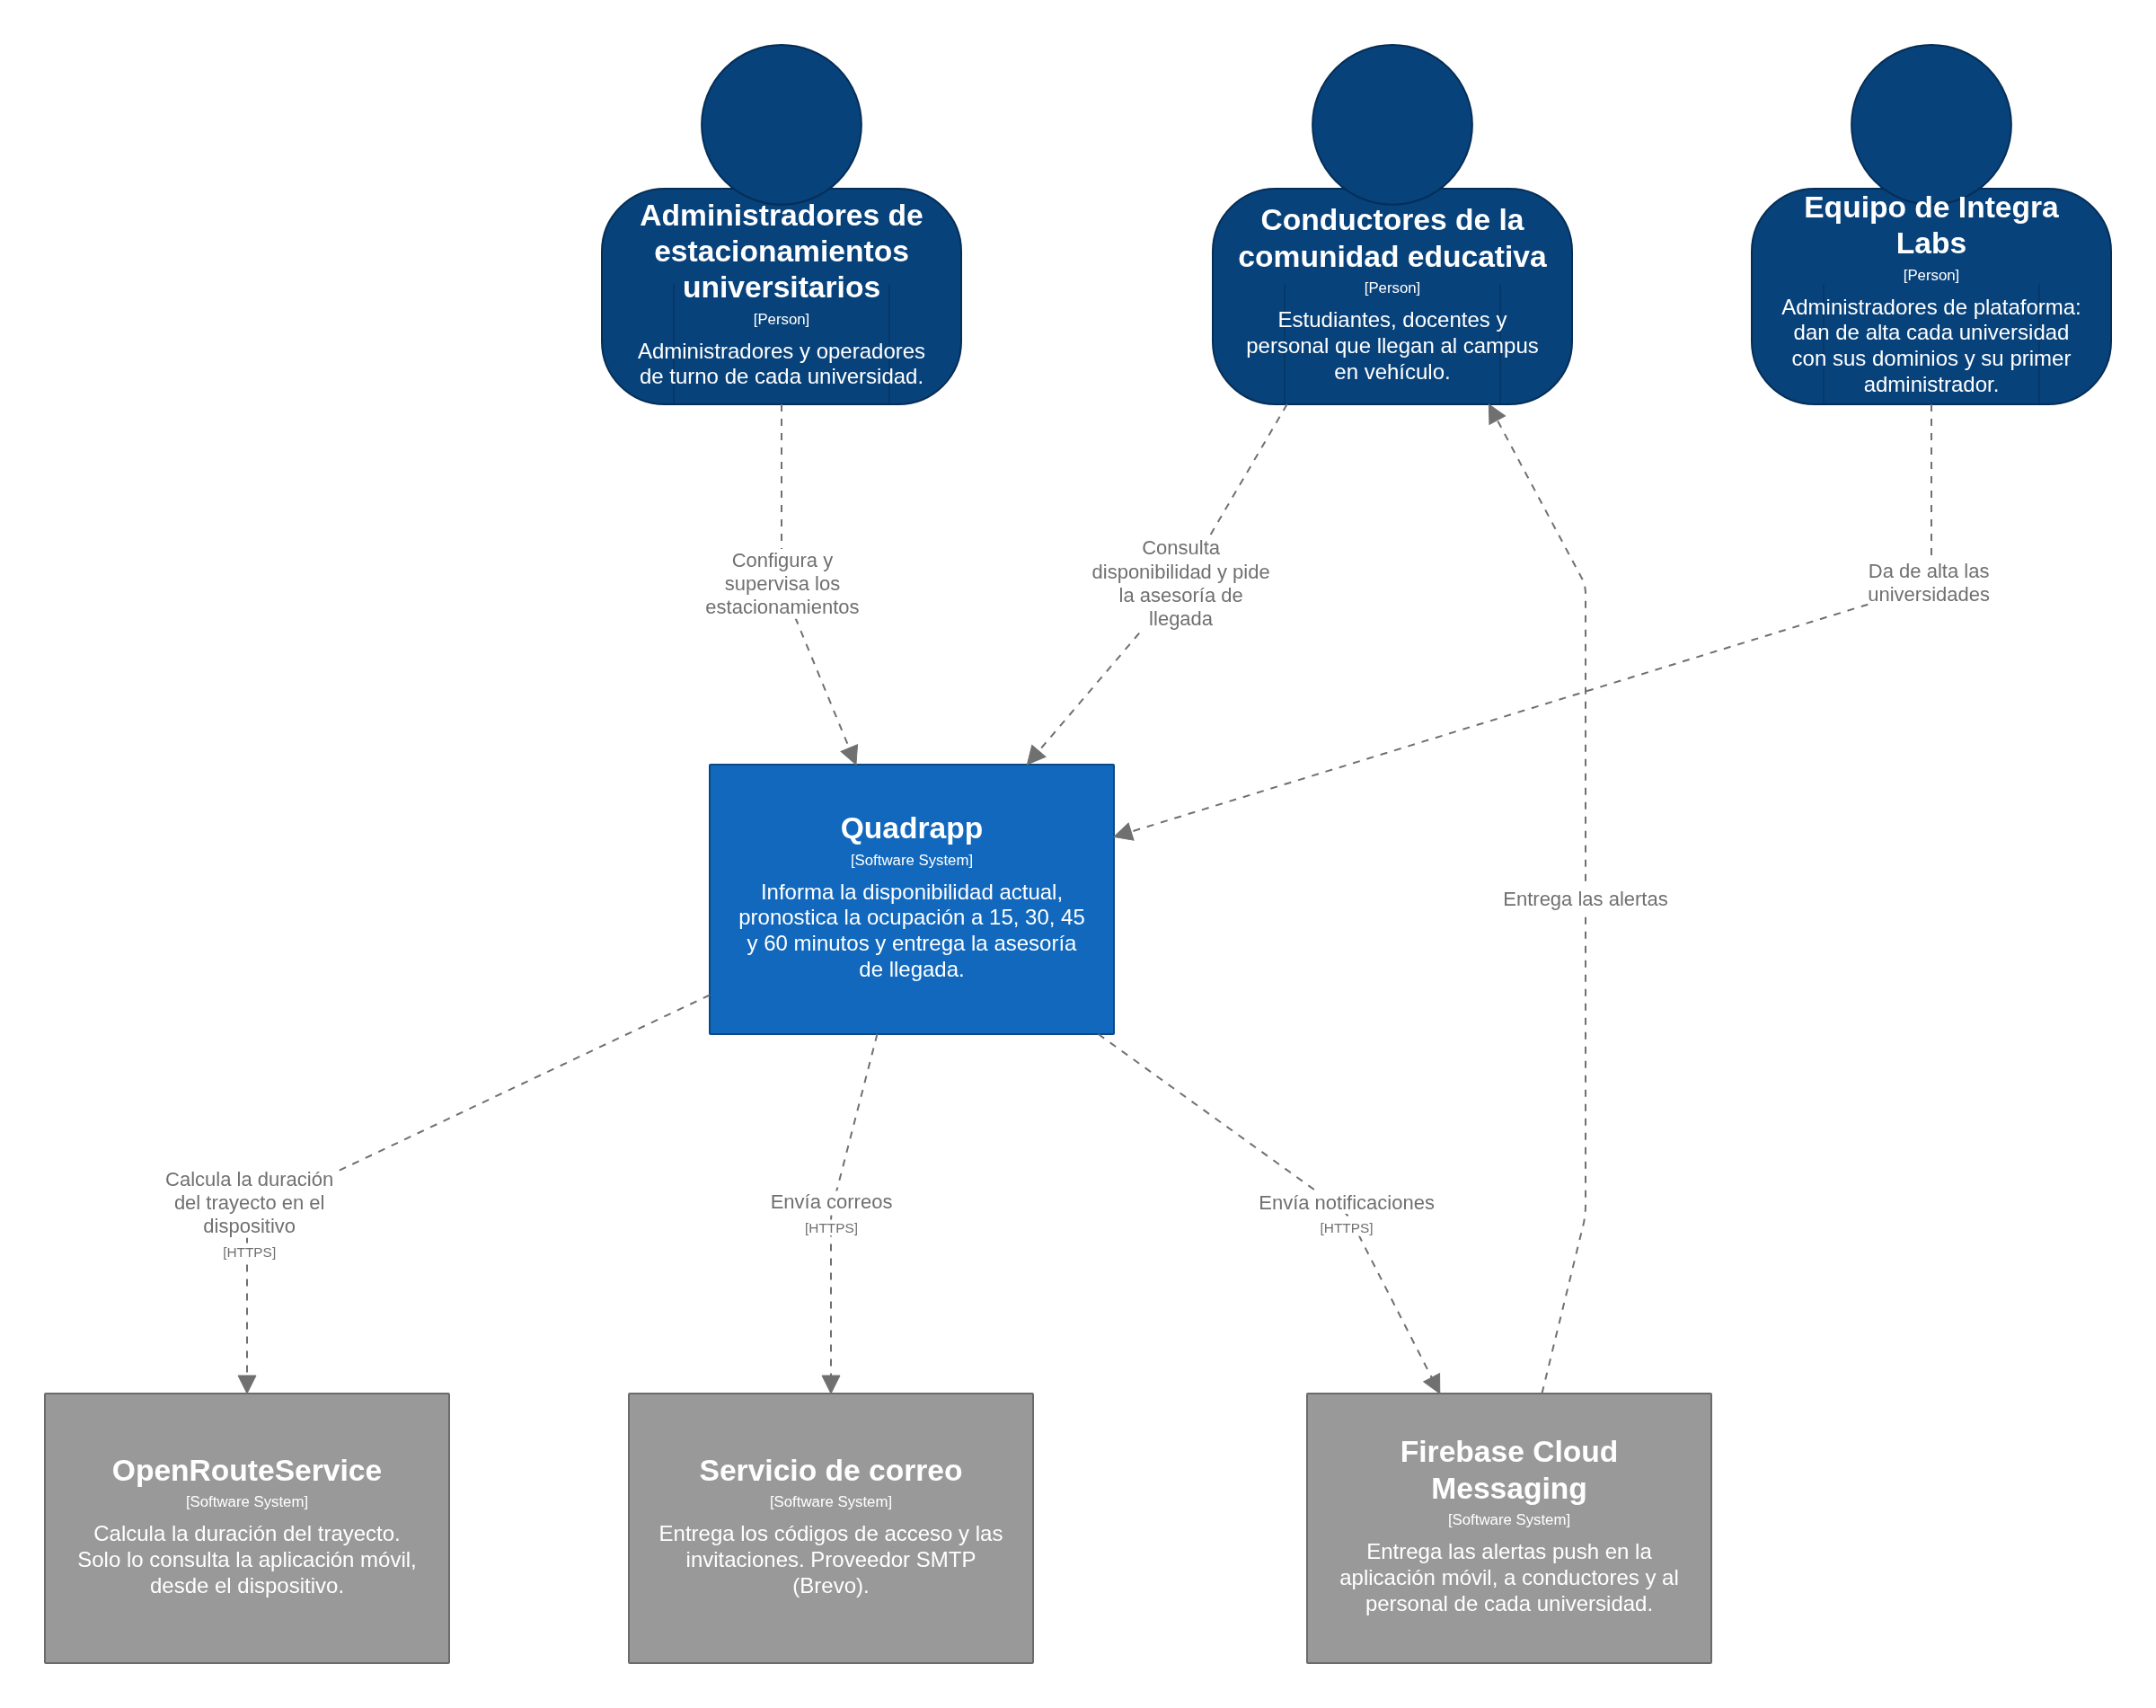 Administradores de
estacionamientos
universitarios
[Person]
Administradores y operadores
de turno de cada universidad.
Conductores de la
comunidad educativa
[Person]
Estudiantes, docentes y
personal que llegan al campus
en vehículo.
Equipo de Integra
Labs
[Person]
Administradores de plataforma:
dan de alta cada universidad
con sus dominios y su primer
administrador.
Configura y
supervisa los
estacionamientos
Consulta
disponibilidad y pide
la asesoría de
llegada
Da de alta las
universidades
Quadrapp
[Software System]
Informa la disponibilidad actual,
pronostica la ocupación a 15, 30, 45
y 60 minutos y entrega la asesoría
de llegada.
Entrega las alertas
Calcula la duración
del trayecto en el
dispositivo
[HTTPS]
Envía correos
[HTTPS]
Envía notificaciones
[HTTPS]
OpenRouteService
[Software System]
Calcula la duración del trayecto.
Solo lo consulta la aplicación móvil,
desde el dispositivo.
Servicio de correo
[Software System]
Entrega los códigos de acceso y las
invitaciones. Proveedor SMTP
(Brevo).
Firebase Cloud
Messaging
[Software System]
Entrega las alertas push en la
aplicación móvil, a conductores y al
personal de cada universidad.